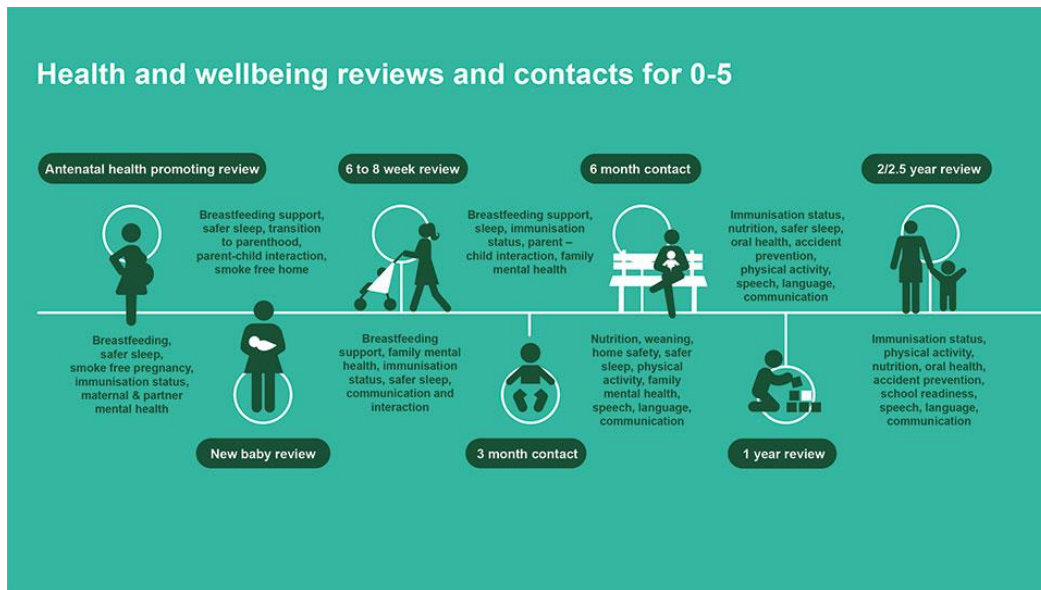 Health and wellbeing reviews and contacts for 0-5
Antenatal health promoting review
Breastfeeding,
safer sleep,
smoke free pregnancy,
immunisation status,
maternal & partner
mental health
Breastfeeding support,
safer sleep, transition
to parenthood,
parent-child interaction,
smoke free home
New baby review
6 to 8 week review
Breastfeeding
support, family mental
health, immunisation
status, safer sleep,
communication and
interaction
Breastfeeding support,
sleep, immunisation
status, parent –
child interaction, family
mental health
3 month contact
6 month contact
Nutrition, weaning,
home safety, safer
sleep, physical
activity, family
mental health,
speech, language,
communication
Immunisation status,
nutrition, safer sleep,
oral health, accident
prevention,
physical activity,
speech, language,
communication
1 year review
2/2.5 year review
Immunisation status,
physical activity,
nutrition, oral health,
accident prevention,
school readiness,
speech, language,
communication